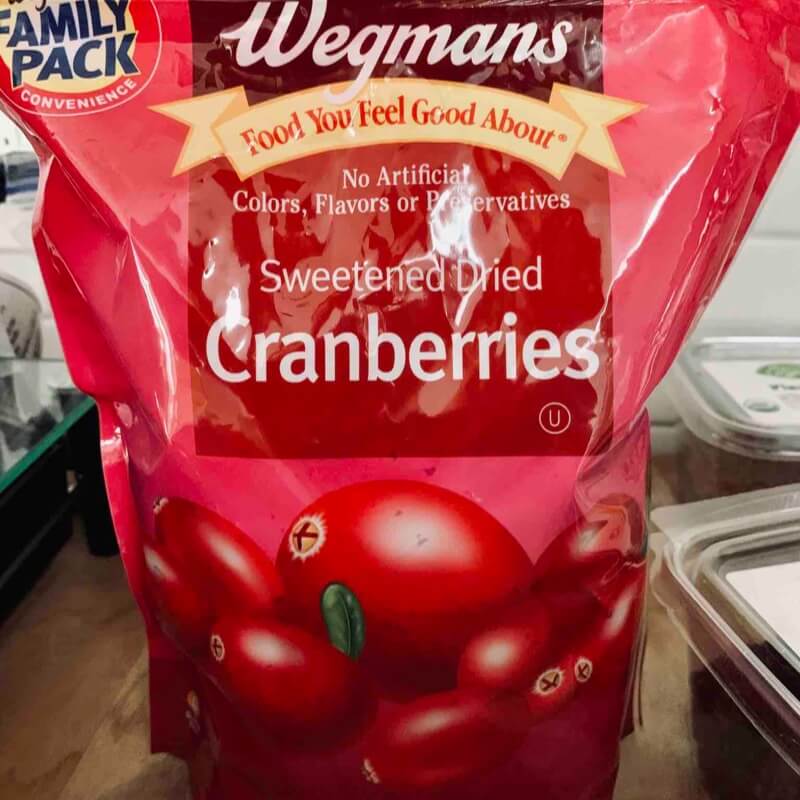 FAMILY
PACK
CONVENIENCE
Wegmans
Food You Feel Good About®
No Artificial
Colors, Flavors or Preservatives
Sweetened Dried
Cranberries
U